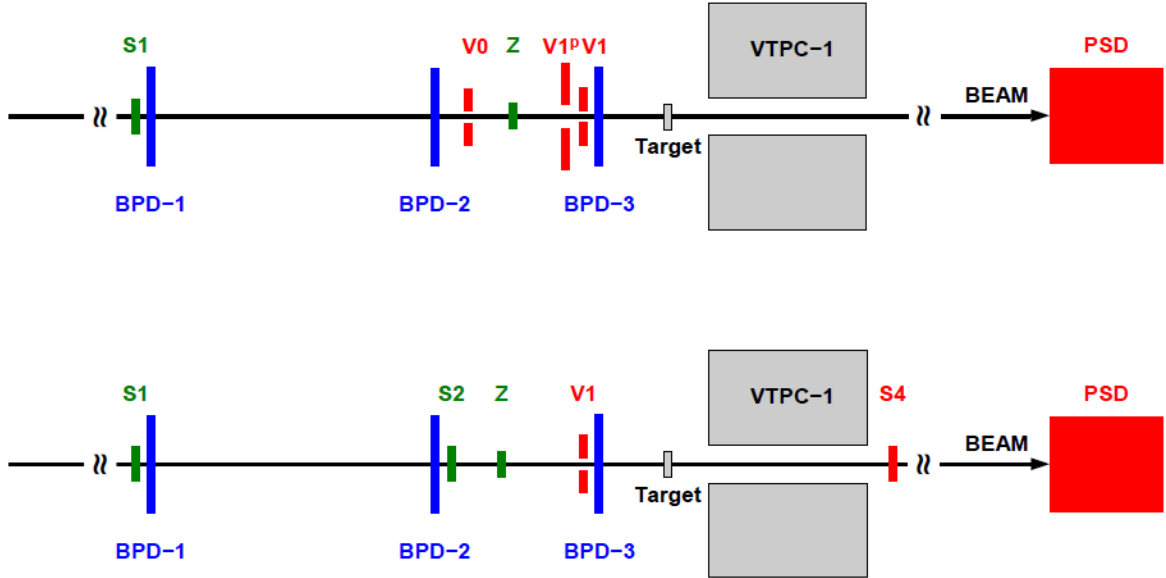 S1 V0 Z V1ᵖ V1 VTPC−1 PSD
BEAM
Target
BPD−1 BPD−2 BPD−3
S1 S2 Z V1 VTPC−1 S4 PSD
BEAM
Target
BPD−1 BPD−2 BPD−3